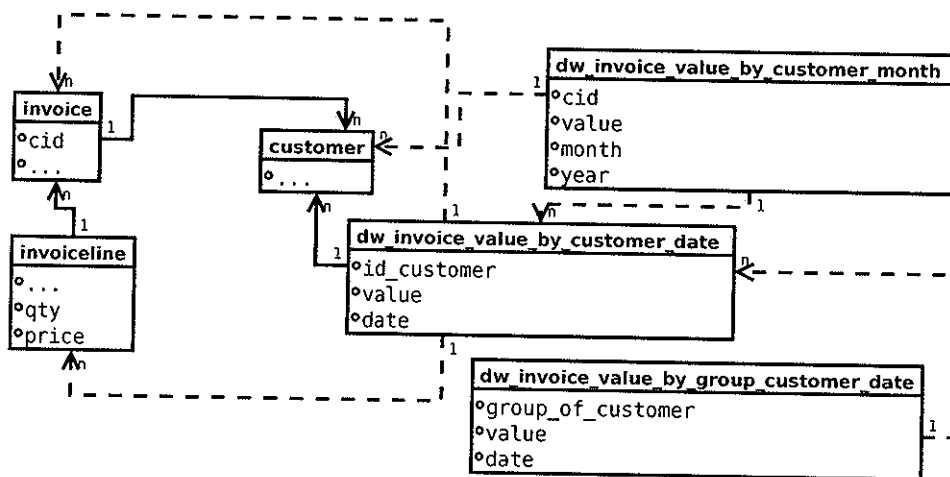 n
invoice
cid
...
1
n
customer
...
n
1
dw_invoice_value_by_customer_month
cid
value
month
year
1
n
1
invoiceline
...
qty
price
n
n
1
1
dw_invoice_value_by_customer_date
id_customer
value
date
n
n
1
dw_invoice_value_by_group_customer_date
group_of_customer
value
date
1